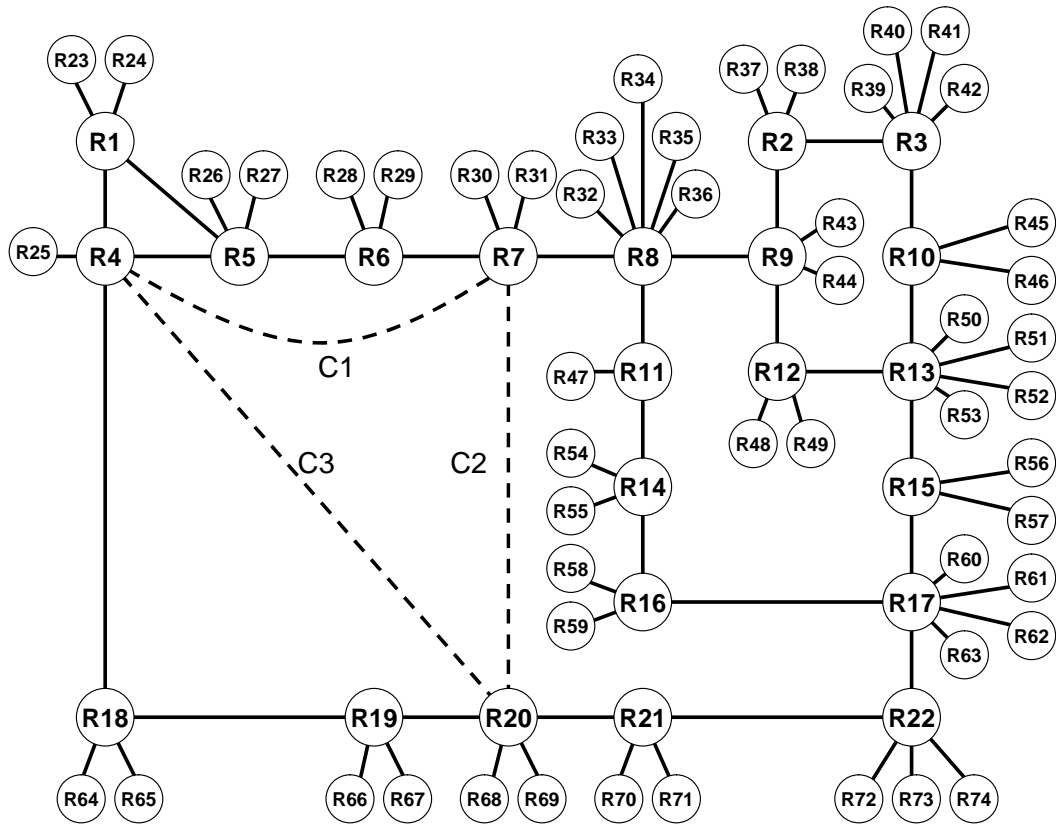 R40 R41
R23 R24 R34 R37 R38
R39 R42
R1 R33 R35 R2 R3
R26 R27 R28 R29 R30 R31
R32 R36
R43 R45
R25 R4 R5 R6 R7 R8 R9 R10
R44 R46
R50
R51
C1
R47 R11 R12 R13
R52
R53
R48 R49
R54
C3 C2
R56
R14 R15
R55 R57
R60
R58 R61
R16 R17
R59 R62
R63
R18 R19 R20 R21 R22
R64 R65 R66 R67 R68 R69 R70 R71 R72 R73 R74